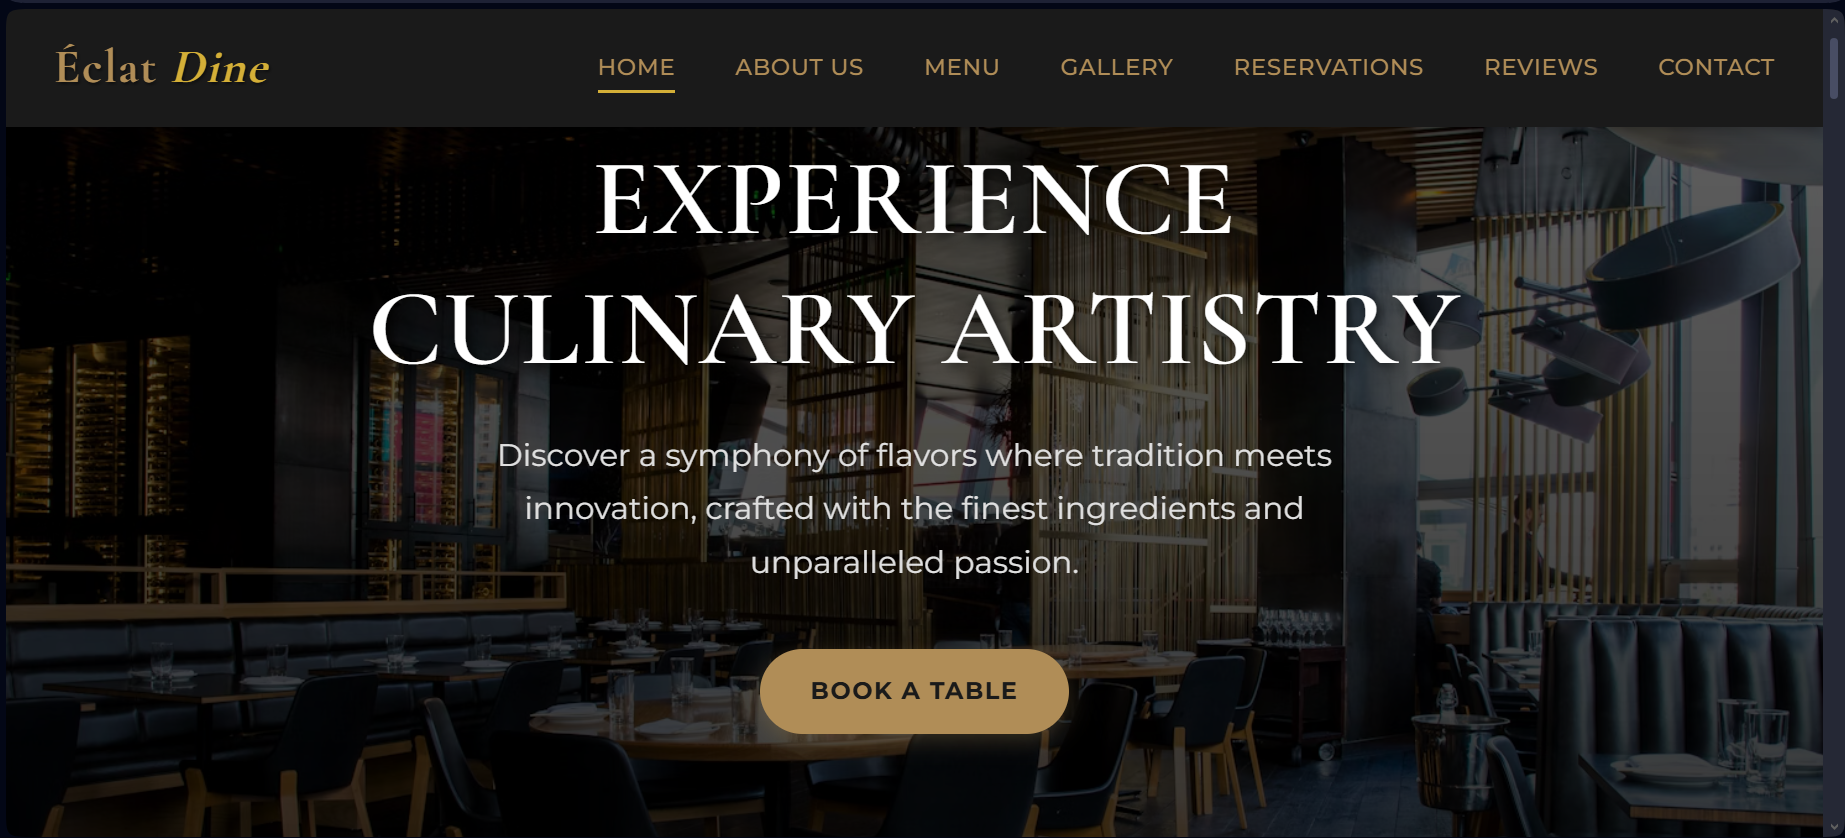 Éclat Dine
HOME ABOUT US MENU GALLERY RESERVATIONS REVIEWS CONTACT
EXPERIENCE
CULINARY ARTISTRY
Discover a symphony of flavors where tradition meets
innovation, crafted with the finest ingredients and
unparalleled passion.
BOOK A TABLE